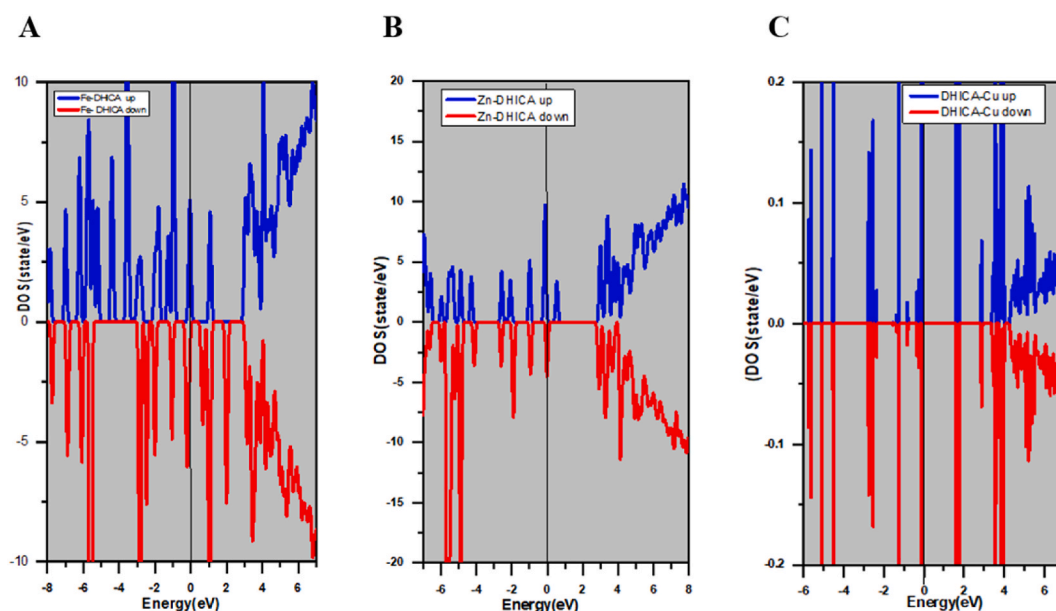 A
B
C
10
5
0
-5
-10
DOS(state/eV)
Fe-DHICA up
Fe- DHICA down
-8 -6 -4 -2 0 2 4 6
Energy(eV)
20
15
10
5
0
-5
-10
-15
-20
DOS(state/eV)
Zn-DHICA up
Zn-DHICA down
-6 -4 -2 0 2 4 6 8
Energy(eV)
0.2
0.1
0.0
-0.1
-0.2
(DOS(state/eV)
DHICA-Cu up
DHICA-Cu down
-6 -4 -2 0 2 4 6
Energy(eV)